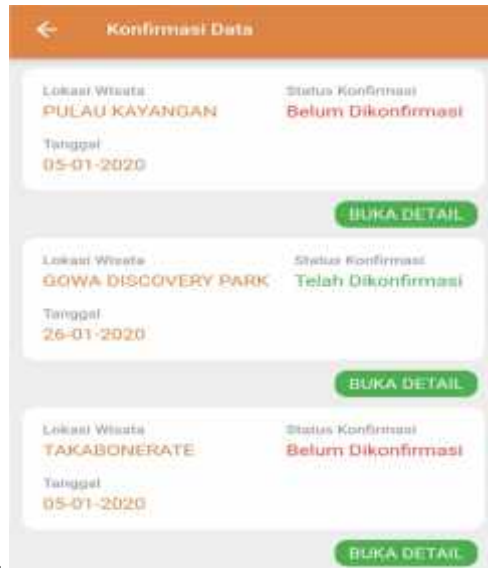 Konfirmasi Data
Lokasi Wisata Status Konfirmasi
PULAU KAYANGAN Belum Dikonfirmasi
Tanggal
05-01-2020
BUKA DETAIL
Lokasi Wisata Status Konfirmasi
GOWA DISCOVERY PARK Telah Dikonfirmasi
Tanggal
26-01-2020
BUKA DETAIL
Lokasi Wisata Status Konfirmasi
TAKABONERATE Belum Dikonfirmasi
Tanggal
05-01-2020
BUKA DETAIL